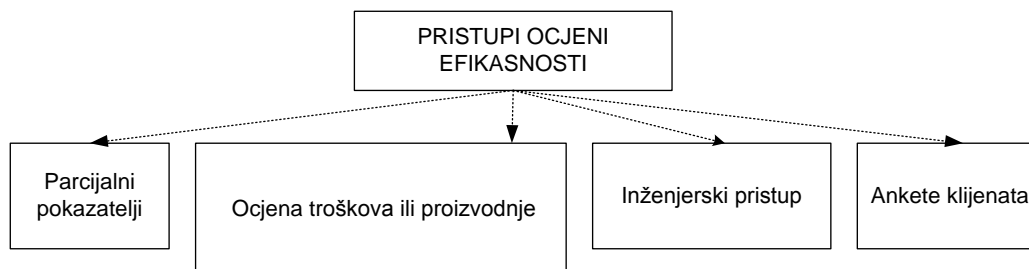 PRISTUPI OCJENI
EFIKASNOSTI
Parcijalni
pokazatelji
Ocjena troškova ili proizvodnje
Inženjerski pristup
Ankete klijenata